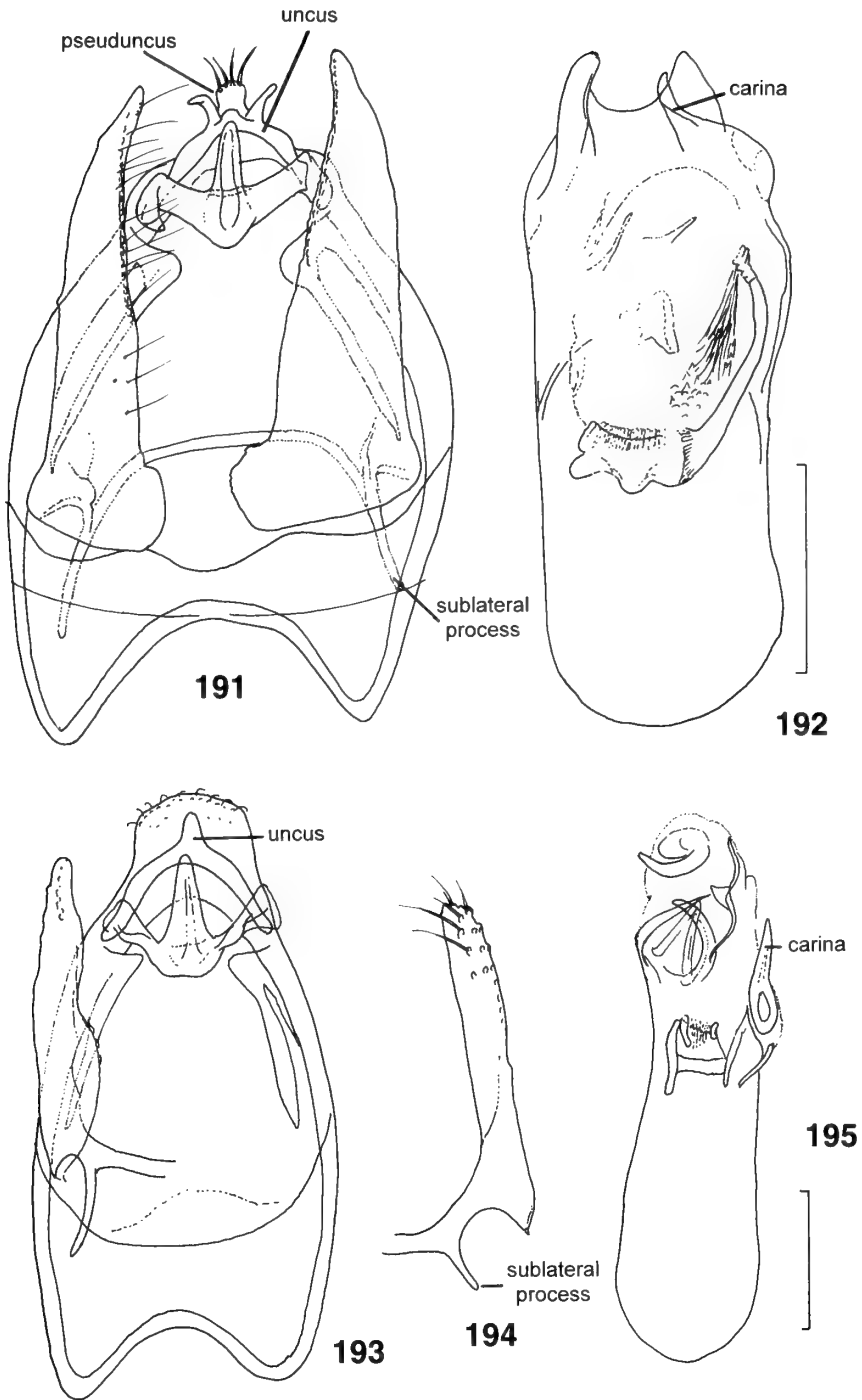 uncus
pseuduncus
carina
sublateral
process
191
192
uncus
carina
195
sublateral
process
193
194